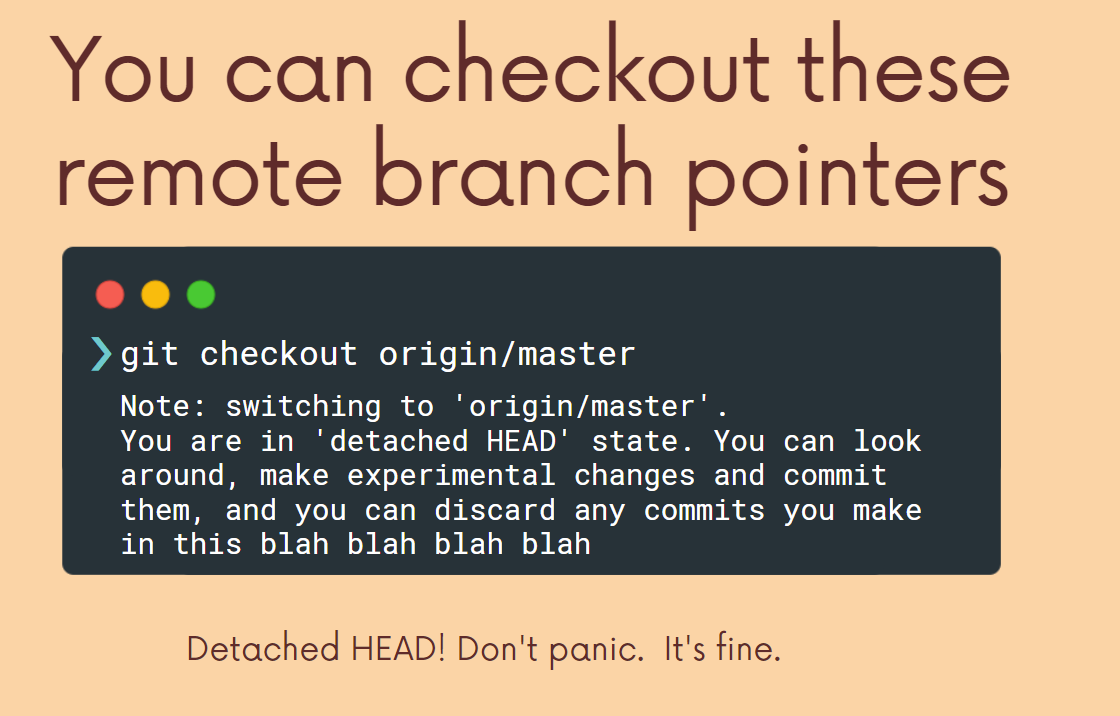 You can checkout these
remote branch pointers
❯ git checkout origin/master
Note: switching to 'origin/master'.
You are in 'detached HEAD' state. You can look
around, make experimental changes and commit
them, and you can discard any commits you make
in this blah blah blah blah
Detached HEAD! Don't panic. It's fine.